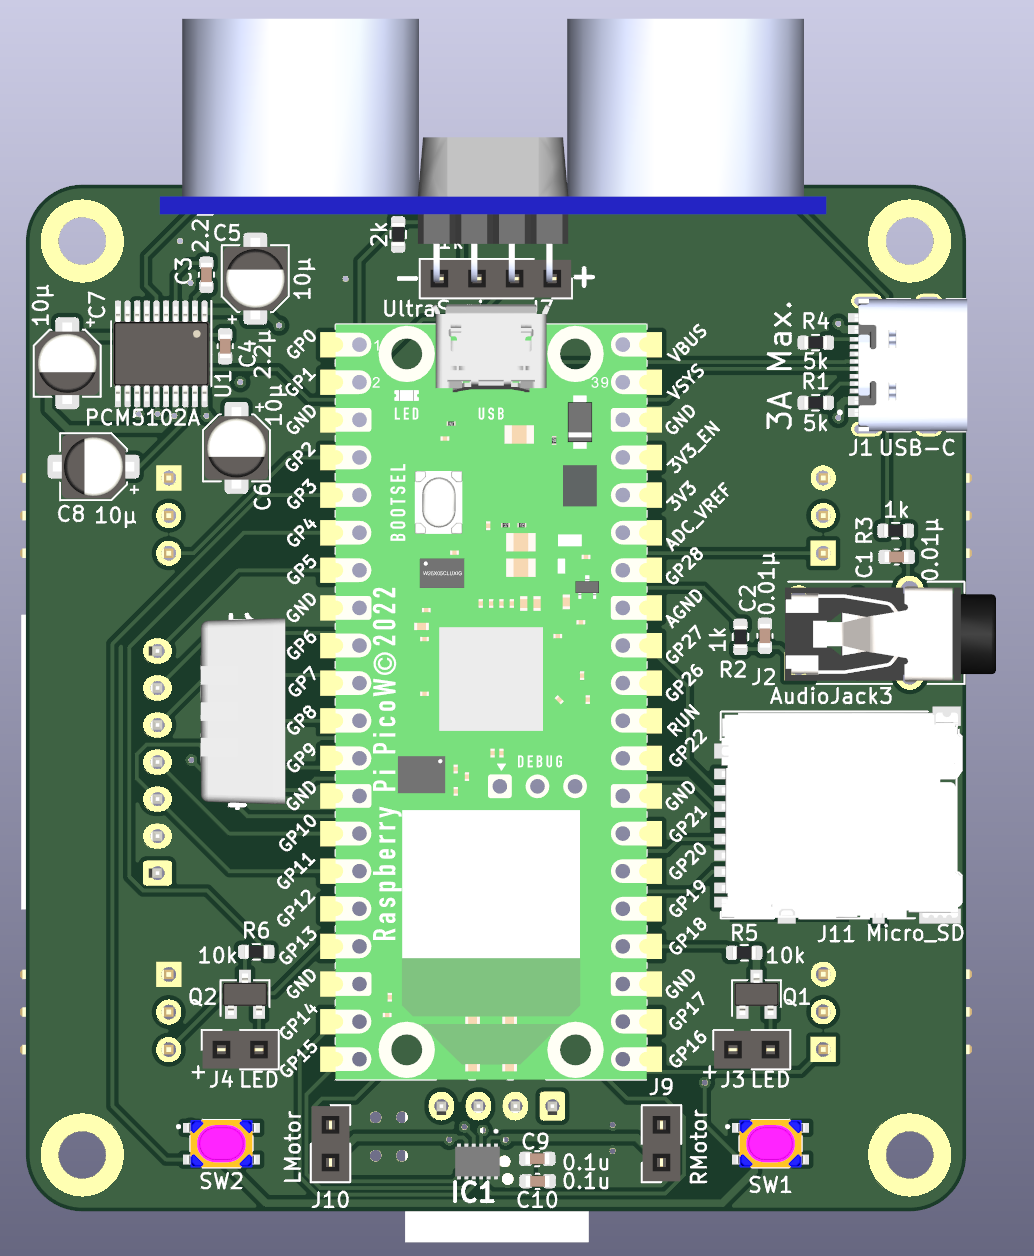 2.2
C5
2k
1k
C3
10µ
10µ
C7
+
−
+
UltraS
7
GP0
1
VBUS
R4
3A Max.
C4
2.2µ
U1
10µ
GP1
2
39
VSYS
5k
R1
5k
PCM5102A
GND
LED
USB
GND
J1
USB-C
GP2
3V3_EN
C6
C8
10µ
+
GP3
BOOTSEL
3V3
GP4
ADC_VREF
1k
R3
C1
0.01µ
GP5
GP28
C2
0.01µ
GND
AGND
GP6
GP27
1k
R2
J2
AudioJack3
GP7
GP26
GP8
RUN
GP9
DEBUG
GP22
GND
GND
Raspberry Pi PicoW©2022
GP10
GP21
GP11
GP20
GP12
GP19
R6
10k
GP13
GP18
R5
10k
J11
Micro_SD
GND
GND
Q2
Q1
GP14
GP17
GP15
GP16
+
J4
LED
+
J3
LED
J9
LMotor
RMotor
C9
0.1u
0.1u
C10
IC1
SW2
SW1
J10